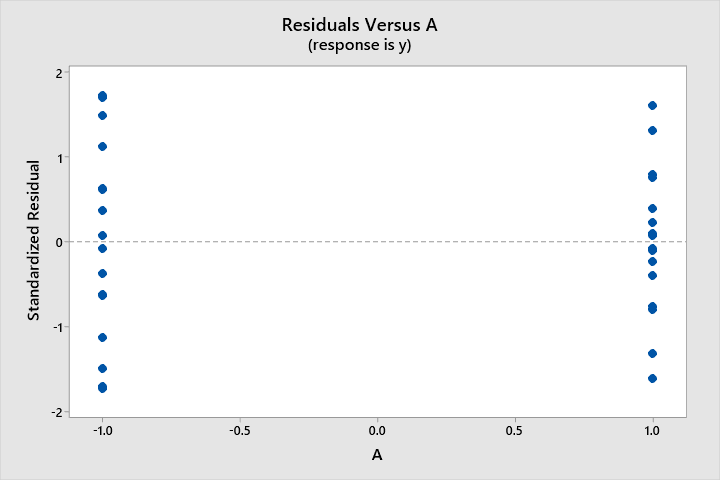 Residuals Versus A
(response is y)
Standardized Residual
2
1
0
-1
-2
-1.0
-0.5
0.0
0.5
1.0
A